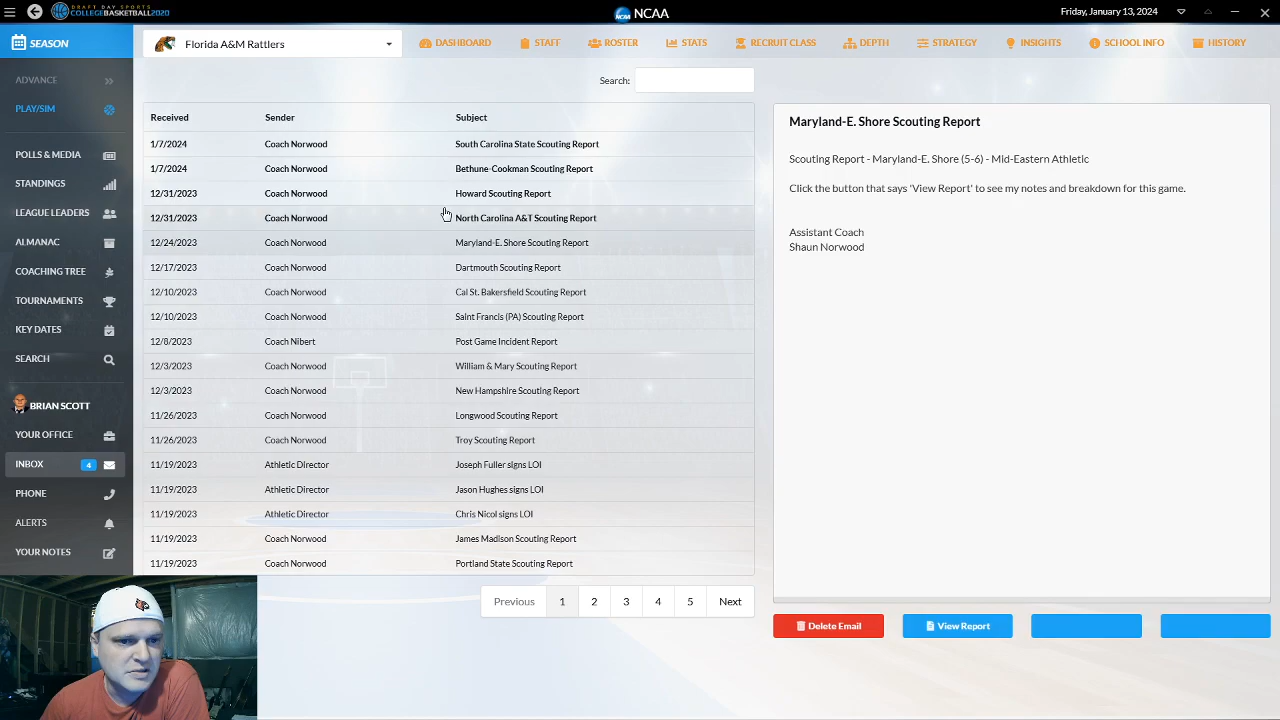 DRAFT DAY SPORTS
COLLEGE BASKETBALL 2020
NCAA
Friday, January 13, 2024
SEASON
Florida A&M Rattlers
DASHBOARD
STAFF
ROSTER
STATS
RECRUIT CLASS
DEPTH
STRATEGY
INSIGHTS
SCHOOL INFO
HISTORY
ADVANCE
PLAY/SIM
POLLS & MEDIA
STANDINGS
LEAGUE LEADERS
ALMANAC
COACHING TREE
TOURNAMENTS
KEY DATES
SEARCH
BRIAN SCOTT
YOUR OFFICE
INBOX 4
PHONE
ALERTS
YOUR NOTES
Search:
Received Sender Subject
1/7/2024 Coach Norwood South Carolina State Scouting Report
1/7/2024 Coach Norwood Bethune-Cookman Scouting Report
12/31/2023 Coach Norwood Howard Scouting Report
12/31/2023 Coach Norwood North Carolina A&T Scouting Report
12/24/2023 Coach Norwood Maryland-E. Shore Scouting Report
12/17/2023 Coach Norwood Dartmouth Scouting Report
12/10/2023 Coach Norwood Cal St. Bakersfield Scouting Report
12/10/2023 Coach Norwood Saint Francis (PA) Scouting Report
12/8/2023 Coach Nibert Post Game Incident Report
12/3/2023 Coach Norwood William & Mary Scouting Report
12/3/2023 Coach Norwood New Hampshire Scouting Report
11/26/2023 Coach Norwood Longwood Scouting Report
11/26/2023 Coach Norwood Troy Scouting Report
11/19/2023 Athletic Director Joseph Fuller signs LOI
11/19/2023 Athletic Director Jason Hughes signs LOI
11/19/2023 Athletic Director Chris Nicol signs LOI
11/19/2023 Coach Norwood James Madison Scouting Report
11/19/2023 Coach Norwood Portland State Scouting Report
Previous 1 2 3 4 5 Next
Maryland-E. Shore Scouting Report
Scouting Report - Maryland-E. Shore (5-6) - Mid-Eastern Athletic
Click the button that says 'View Report' to see my notes and breakdown for this game.
Assistant Coach
Shaun Norwood
Delete Email
View Report